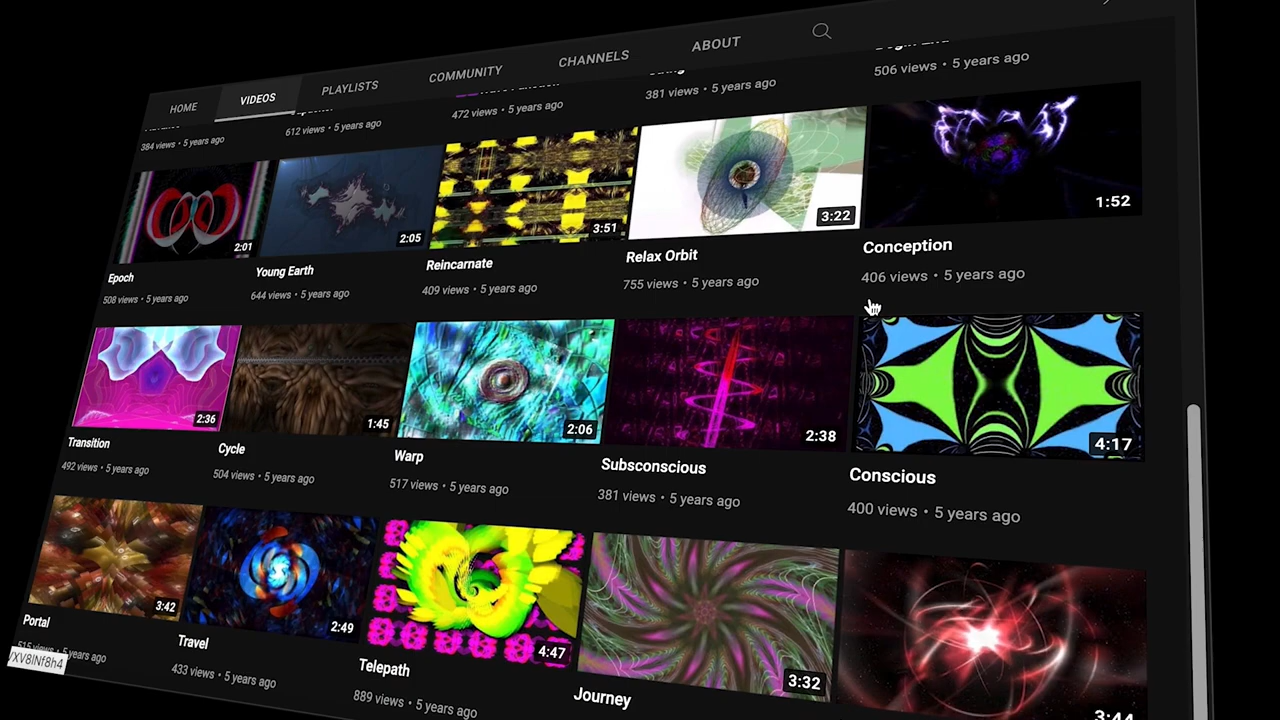 HOME VIDEOS PLAYLISTS COMMUNITY CHANNELS ABOUT
384 views • 5 years ago
612 views • 5 years ago
472 views • 5 years ago
381 views • 5 years ago
506 views • 5 years ago
2:01
2:05
3:51
3:22
1:52
Epoch
508 views • 5 years ago
Young Earth
644 views • 5 years ago
Reincarnate
409 views • 5 years ago
Relax Orbit
755 views • 5 years ago
Conception
406 views • 5 years ago
2:36
1:45
2:06
2:38
4:17
Transition
492 views • 5 years ago
Cycle
504 views • 5 years ago
Warp
517 views • 5 years ago
Subsconscious
381 views • 5 years ago
Conscious
400 views • 5 years ago
3:42
2:49
4:47
3:32
3:44
Portal
515 views • 5 years ago
Travel
433 views • 5 years ago
Telepath
889 views • 5 years ago
Journey
/XV8lNf8h4